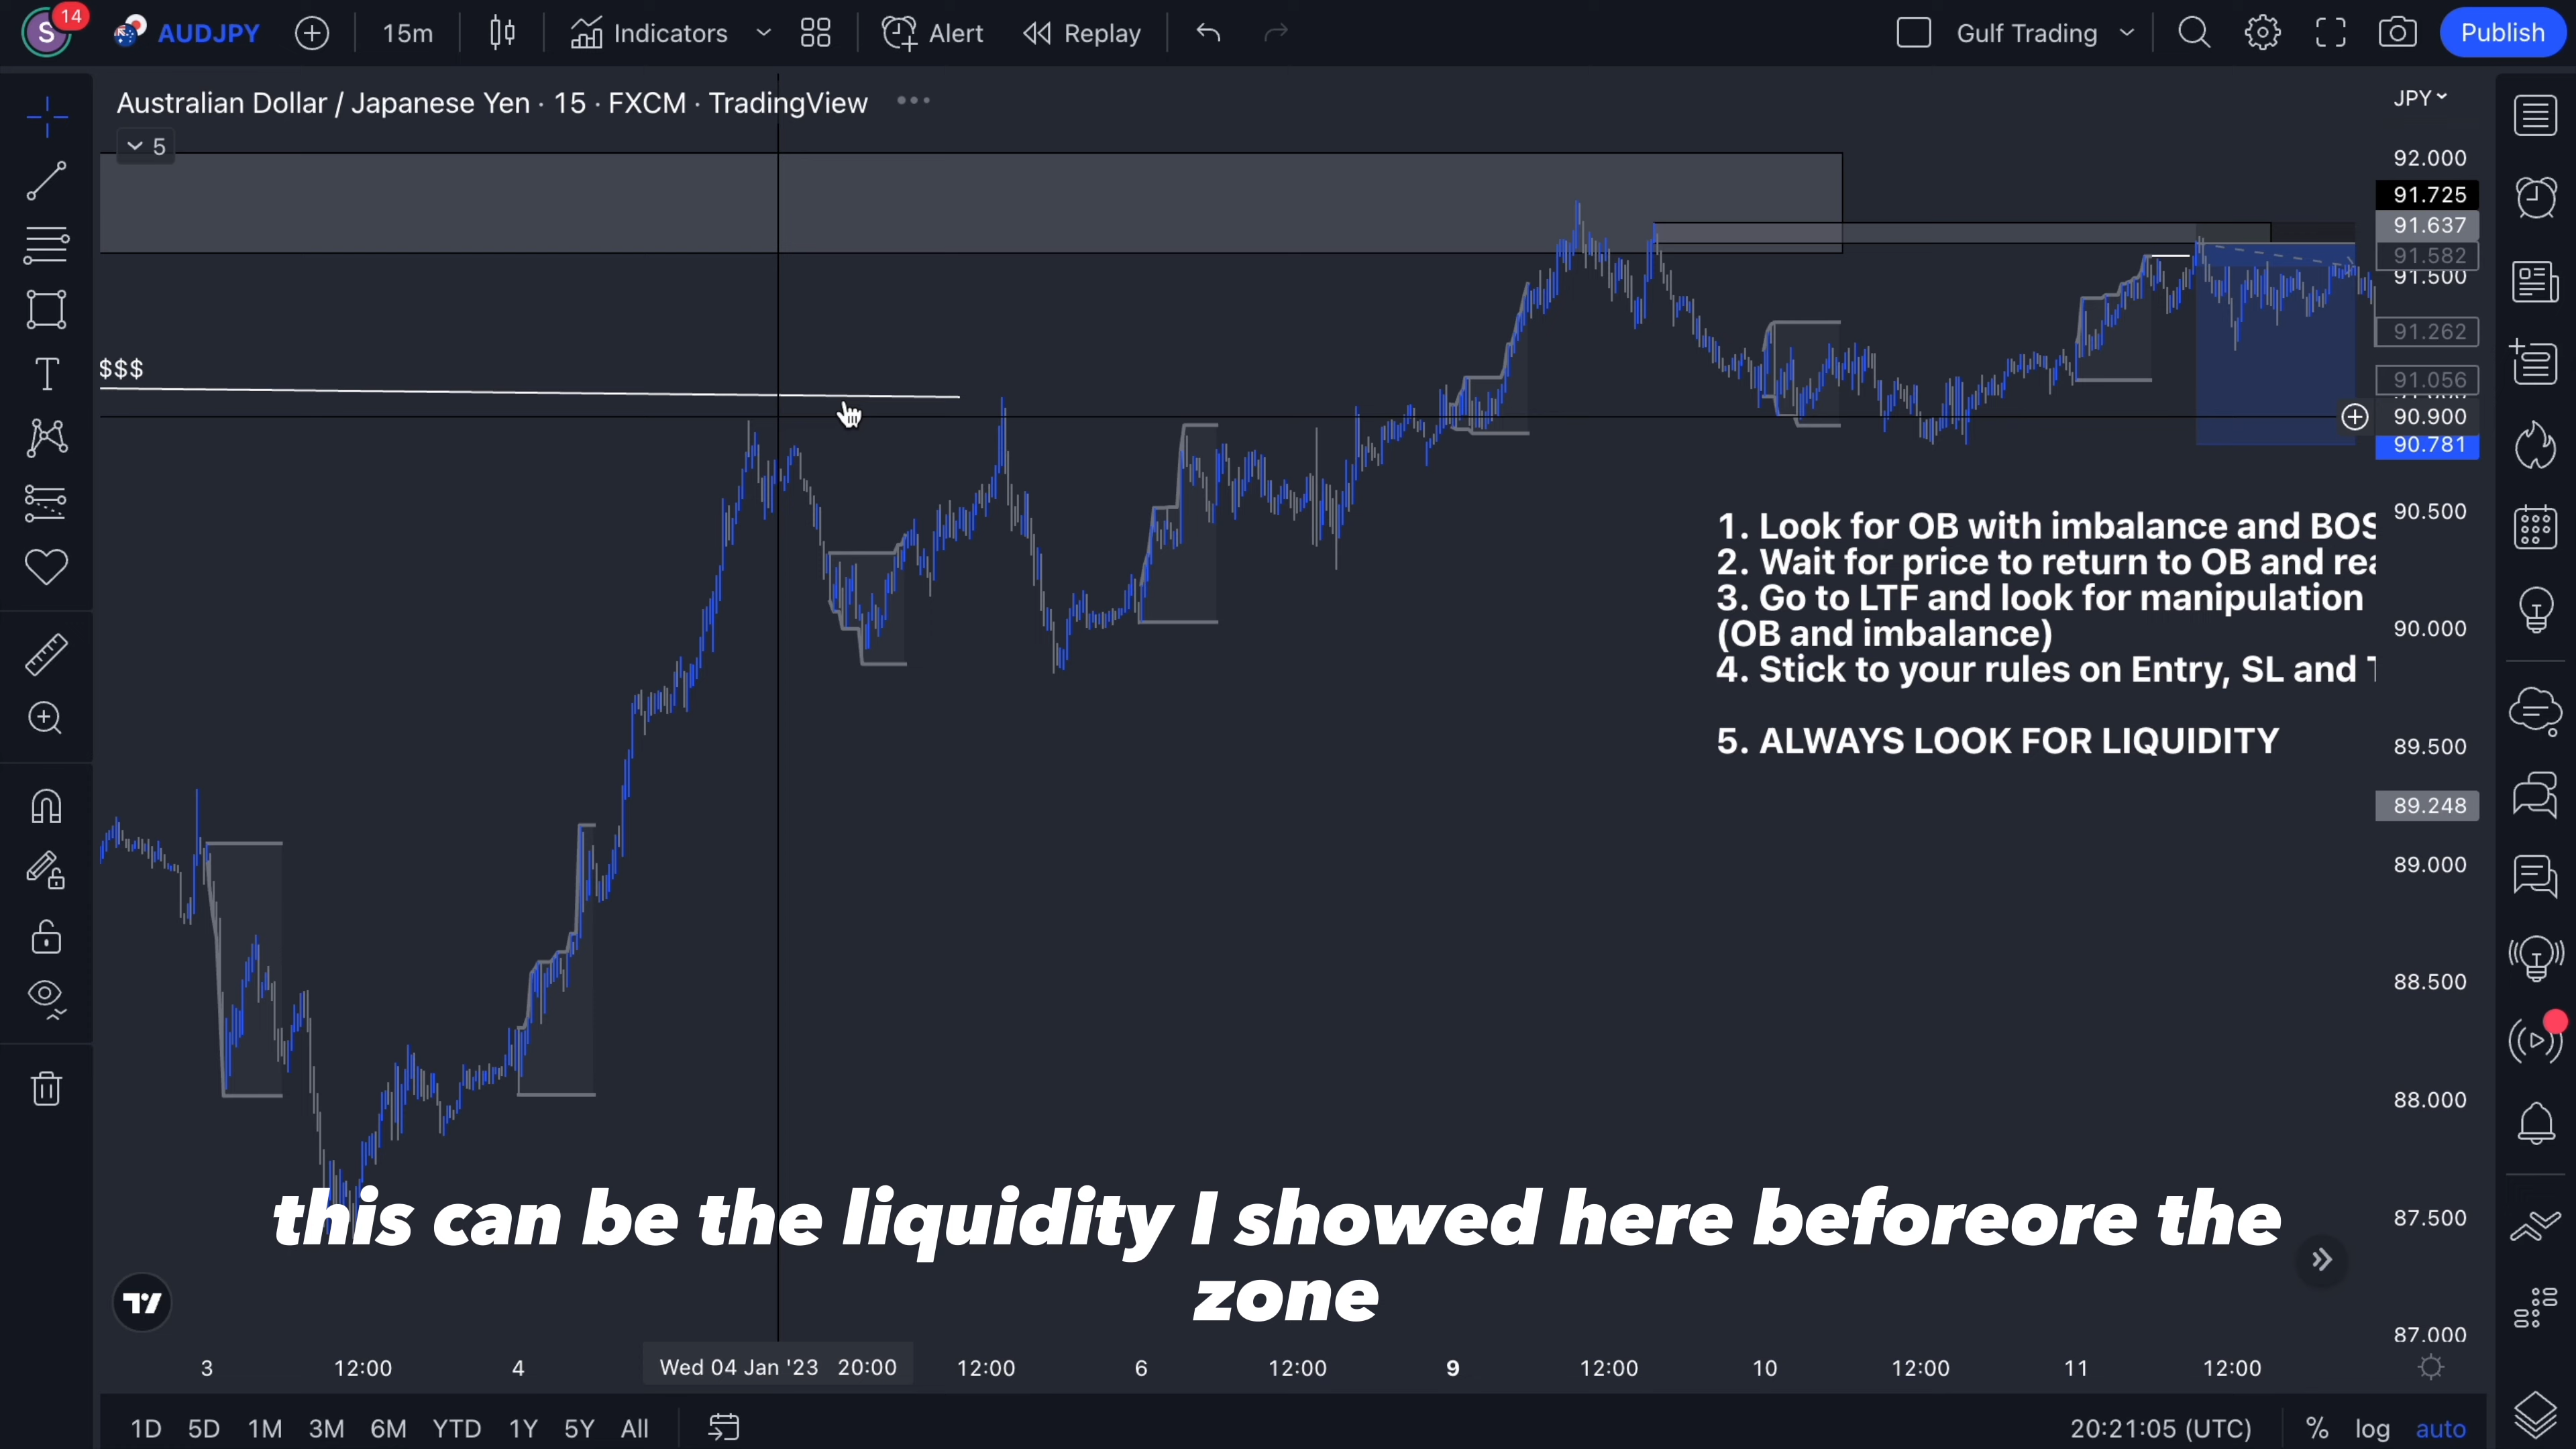 S 14 AUDJPY 15m Indicators Alert Replay Gulf Trading Publish
Australian Dollar / Japanese Yen · 15 · FXCM · TradingView
JPY
5
92.000
91.725
91.637
91.582
91.500
91.262
$$$
91.056
90.900
90.781
90.500
1. Look for OB with imbalance and BOS
2. Wait for price to return to OB and rea
3. Go to LTF and look for manipulation
(OB and imbalance)
90.000
4. Stick to your rules on Entry, SL and T
5. ALWAYS LOOK FOR LIQUIDITY
89.500
89.248
89.000
88.500
88.000
87.500
this can be the liquidity I showed here beforeore the
zone
87.000
3 12:00 4 Wed 04 Jan '23 20:00 12:00 6 12:00 9 12:00 10 12:00 11 12:00
1D 5D 1M 3M 6M YTD 1Y 5Y All 20:21:05 (UTC) % log auto